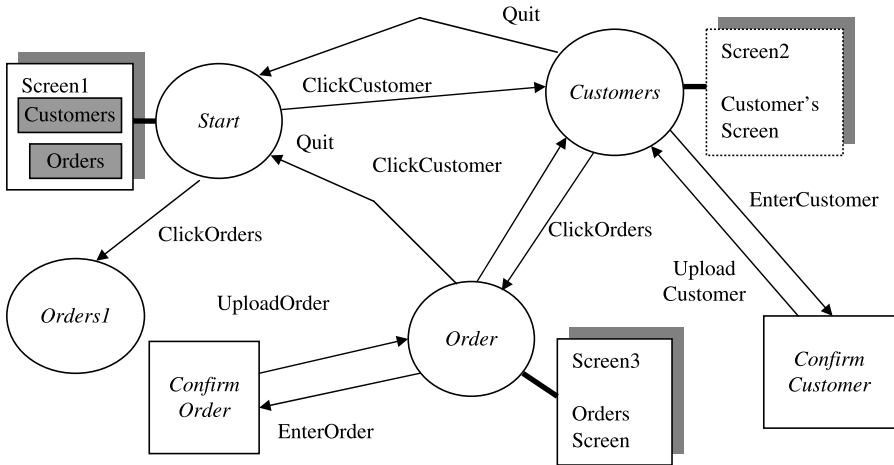 Quit
Screen1
Customers
Orders
Start
ClickCustomer
Customers
Screen2
Customer's
Screen
Quit
ClickCustomer
EnterCustomer
ClickOrders
ClickOrders
Upload
Customer
Orders1
UploadOrder
Order
Confirm
Order
EnterOrder
Screen3
Orders
Screen
Confirm
Customer